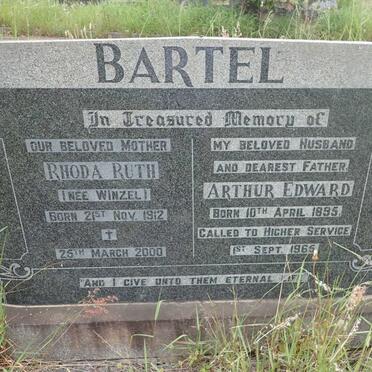 BARTEL
In Treasured Memory of
OUR BELOVED MOTHER
RHODA RUTH
(NEE WINZEL)
BORN 21ST NOV. 1912
✝
25TH MARCH 2000
MY BELOVED HUSBAND
AND DEAREST FATHER
ARTHUR EDWARD
BORN 10TH APRIL 1895
CALLED TO HIGHER SERVICE
1ST SEPT. 1965
AND I GIVE UNTO THEM ETERNAL